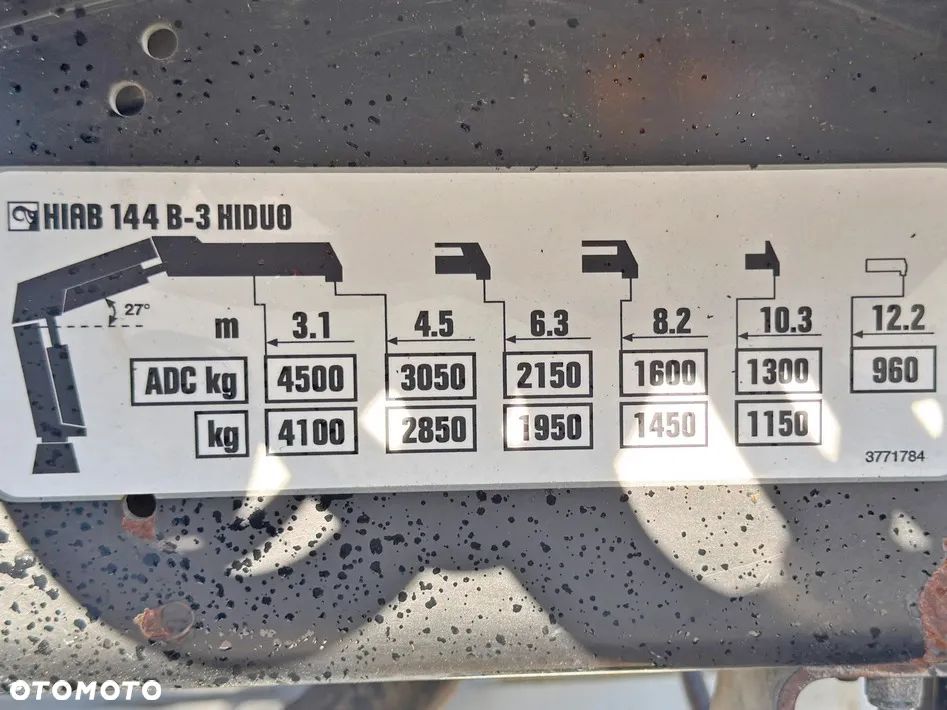 HIAB 144 B-3 HIDUO
27°
m 3.1 4.5 6.3 8.2 10.3 12.2
ADC kg 4500 3050 2150 1600 1300 960
kg 4100 2850 1950 1450 1150
3771784
OTOMOTO